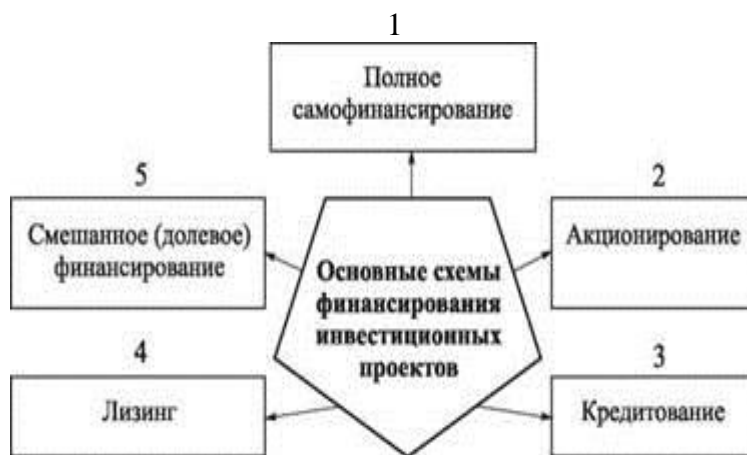 1
Полное
самофинансирование
5
Смешанное (долевое)
финансирование
2
Акционирование
Основные схемы
финансирования
инвестиционных
проектов
4
Лизинг
3
Кредитование